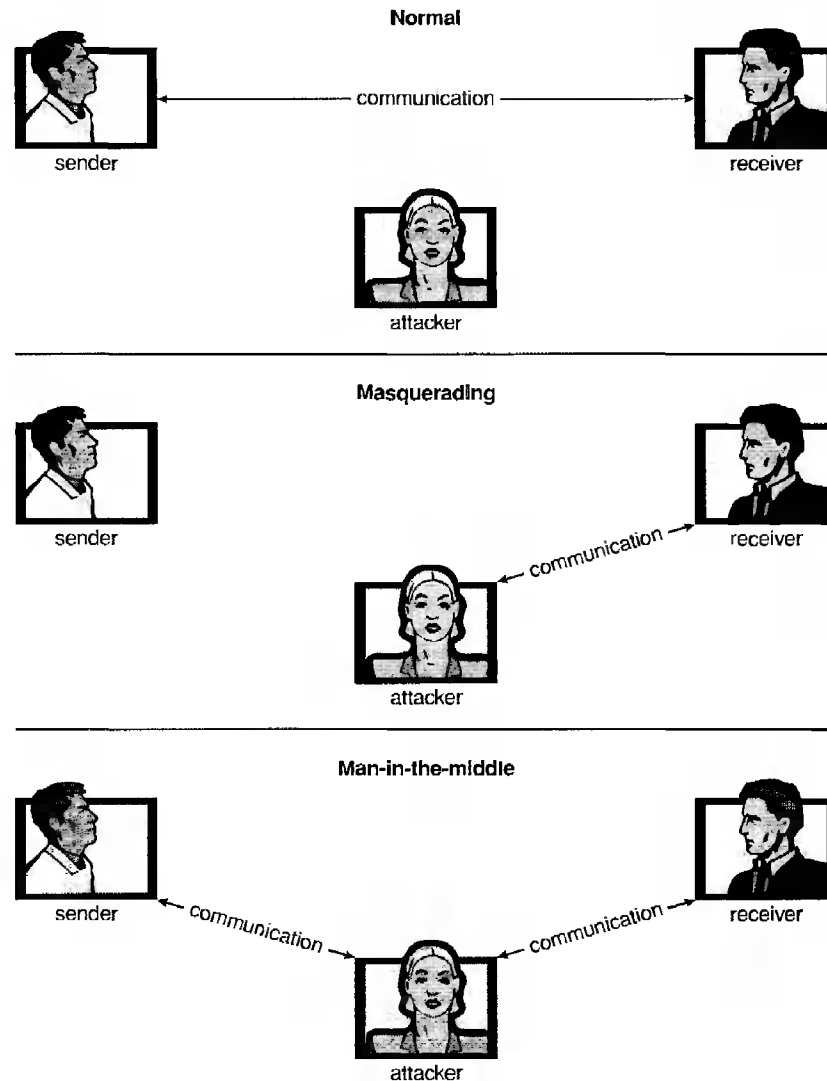 Normal
communication
sender
receiver
attacker
Masquerading
sender
communication
receiver
attacker
Man-in-the-middle
sender
communication
communication
receiver
attacker